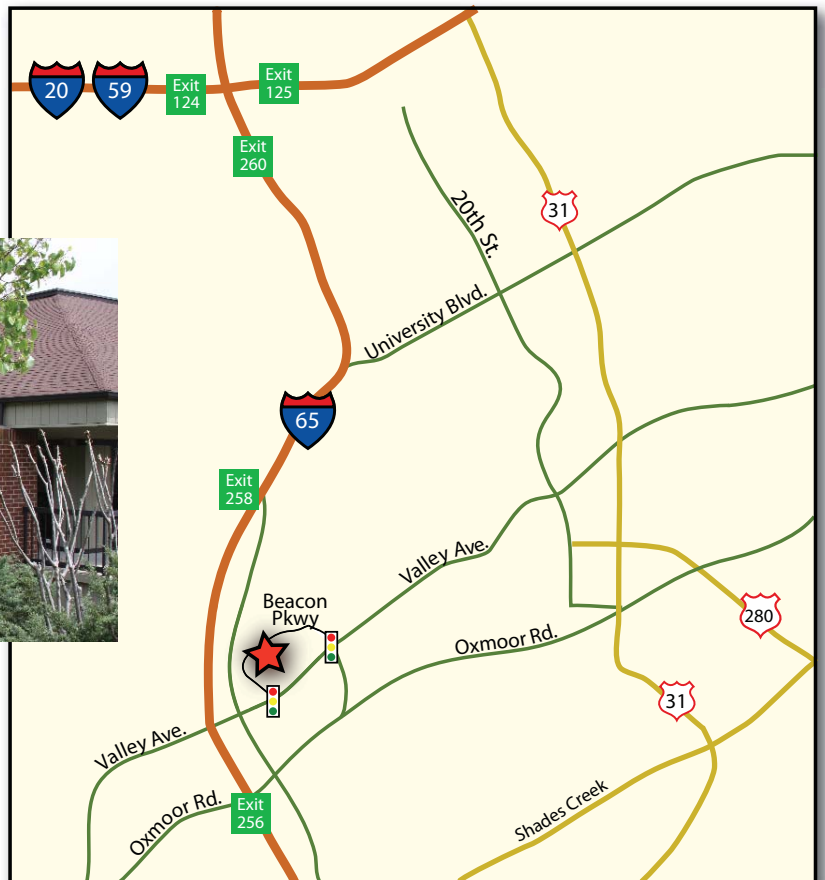 20
59
Exit
124
Exit
125
Exit
260
31
20th St.
University Blvd.
65
Exit
258
Valley Ave.
Beacon
Pkwy
280
Oxmoor Rd.
31
Valley Ave.
Oxmoor Rd.
Exit
256
Shades Creek